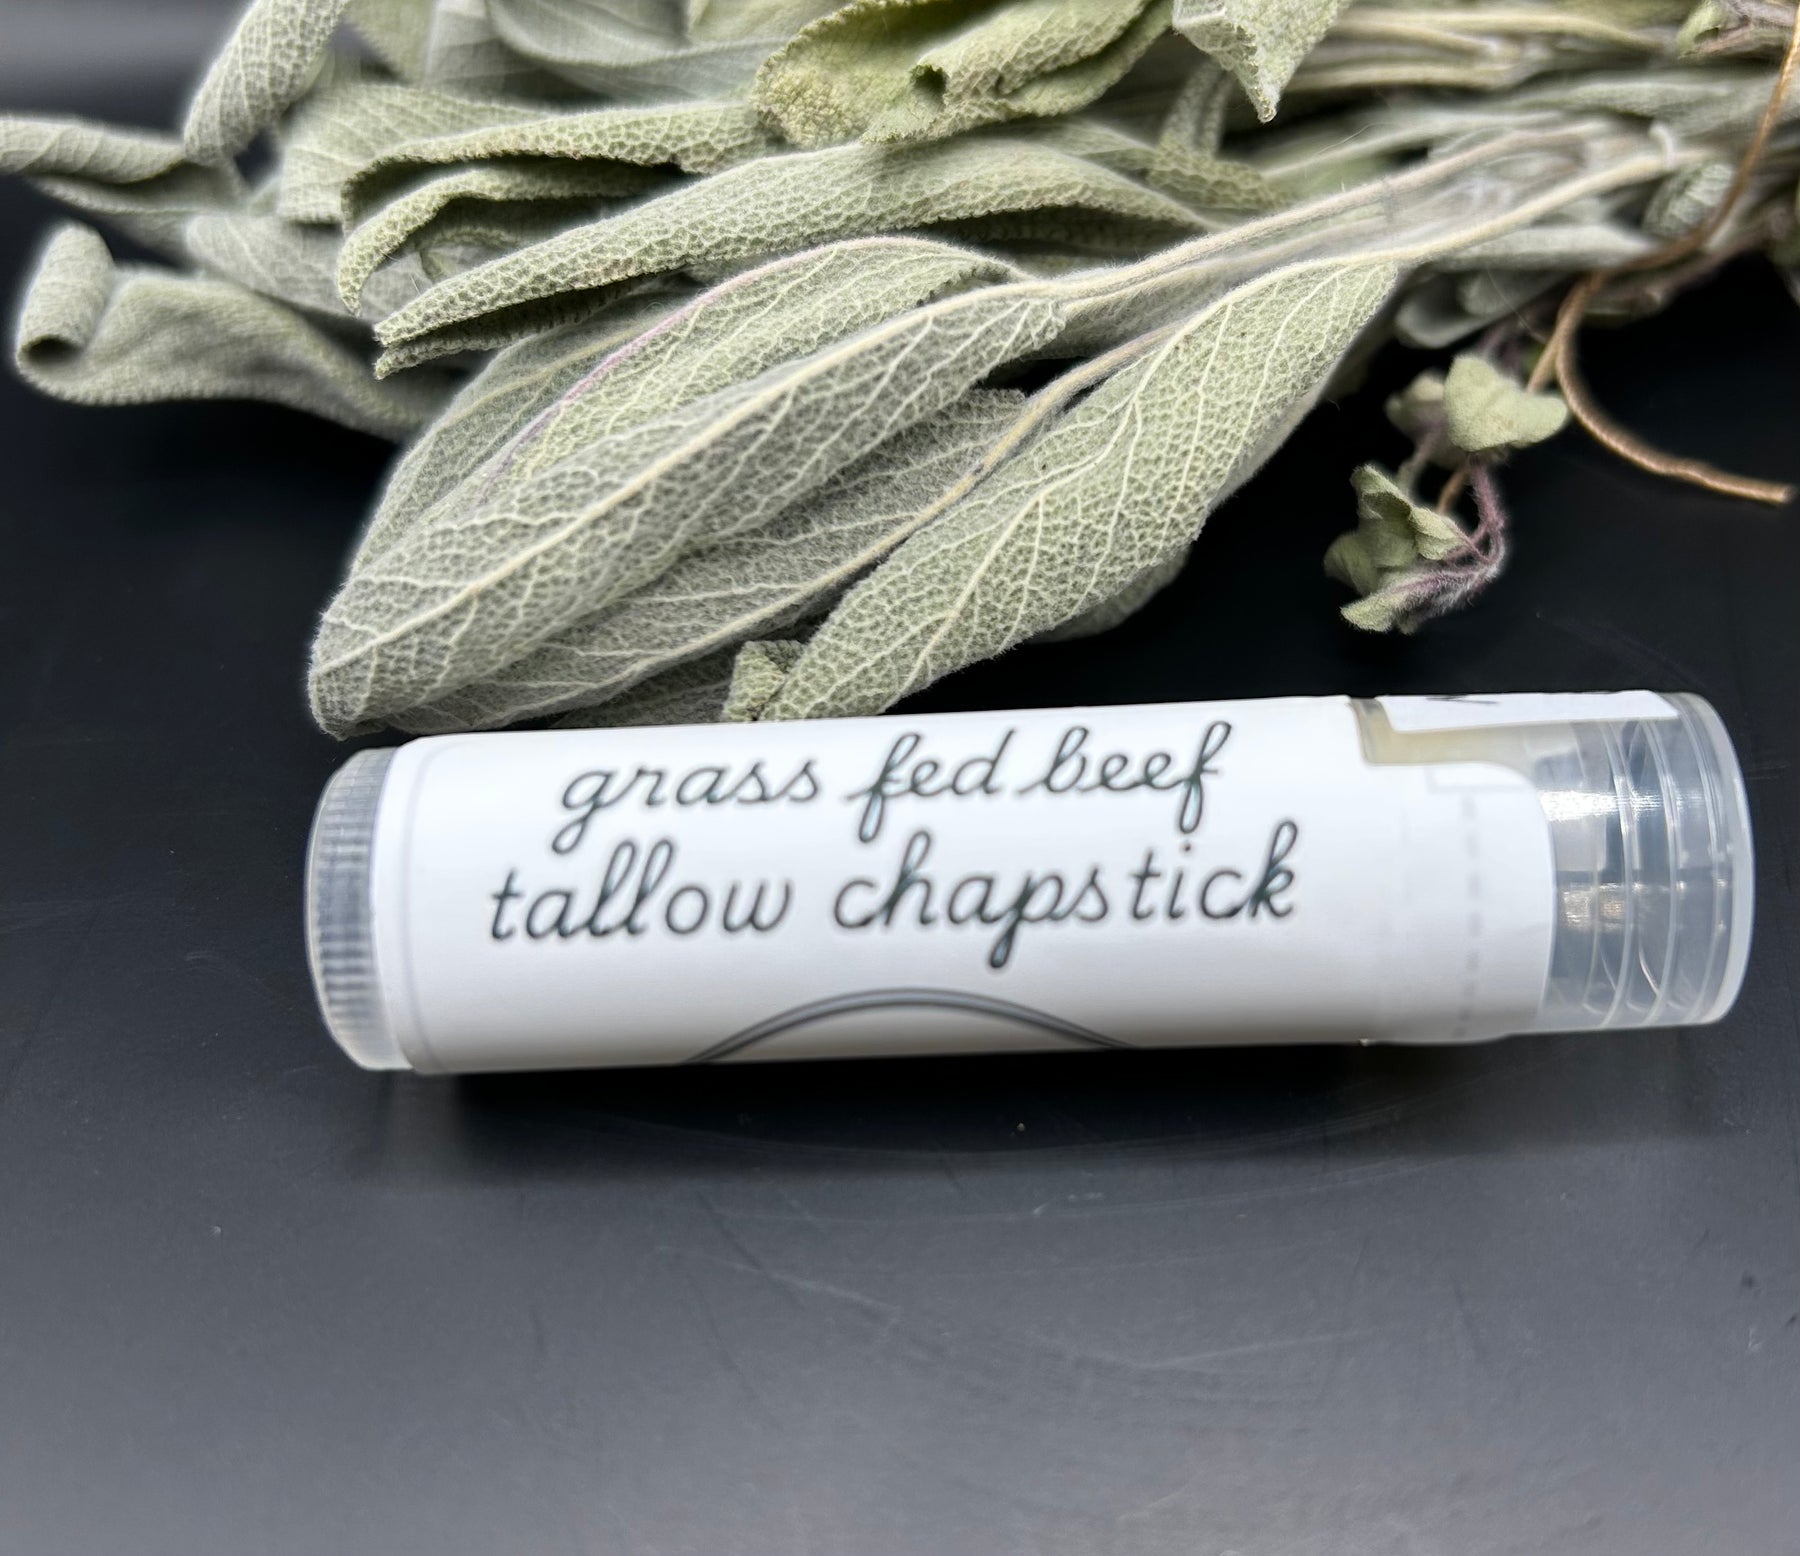 grass fed beef
tallow chapstick